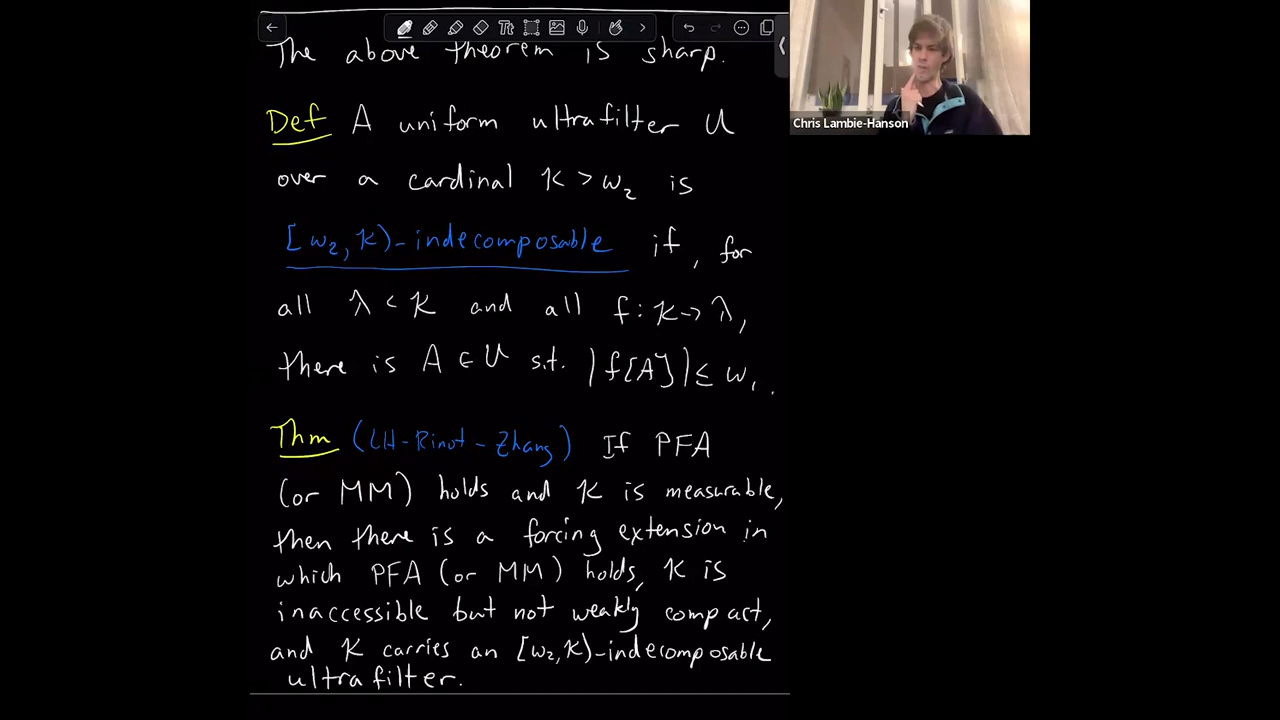 The above theorem is sharp.
Chris Lambie-Hanson
Def A uniform ultrafilter U
over a cardinal κ > ω₂ is
[ω₂, κ)-indecomposable if, for
all λ < κ and all f: κ → λ,
there is A ∈ U s.t. |f[A]| ≤ ω₁.
Thm (LH-Rinot-Zhang) If PFA
(or MM) holds and κ is measurable,
then there is a forcing extension in
which PFA (or MM) holds, κ is
inaccessible but not weakly compact,
and κ carries an [ω₂, κ)-indecomposable
ultrafilter.